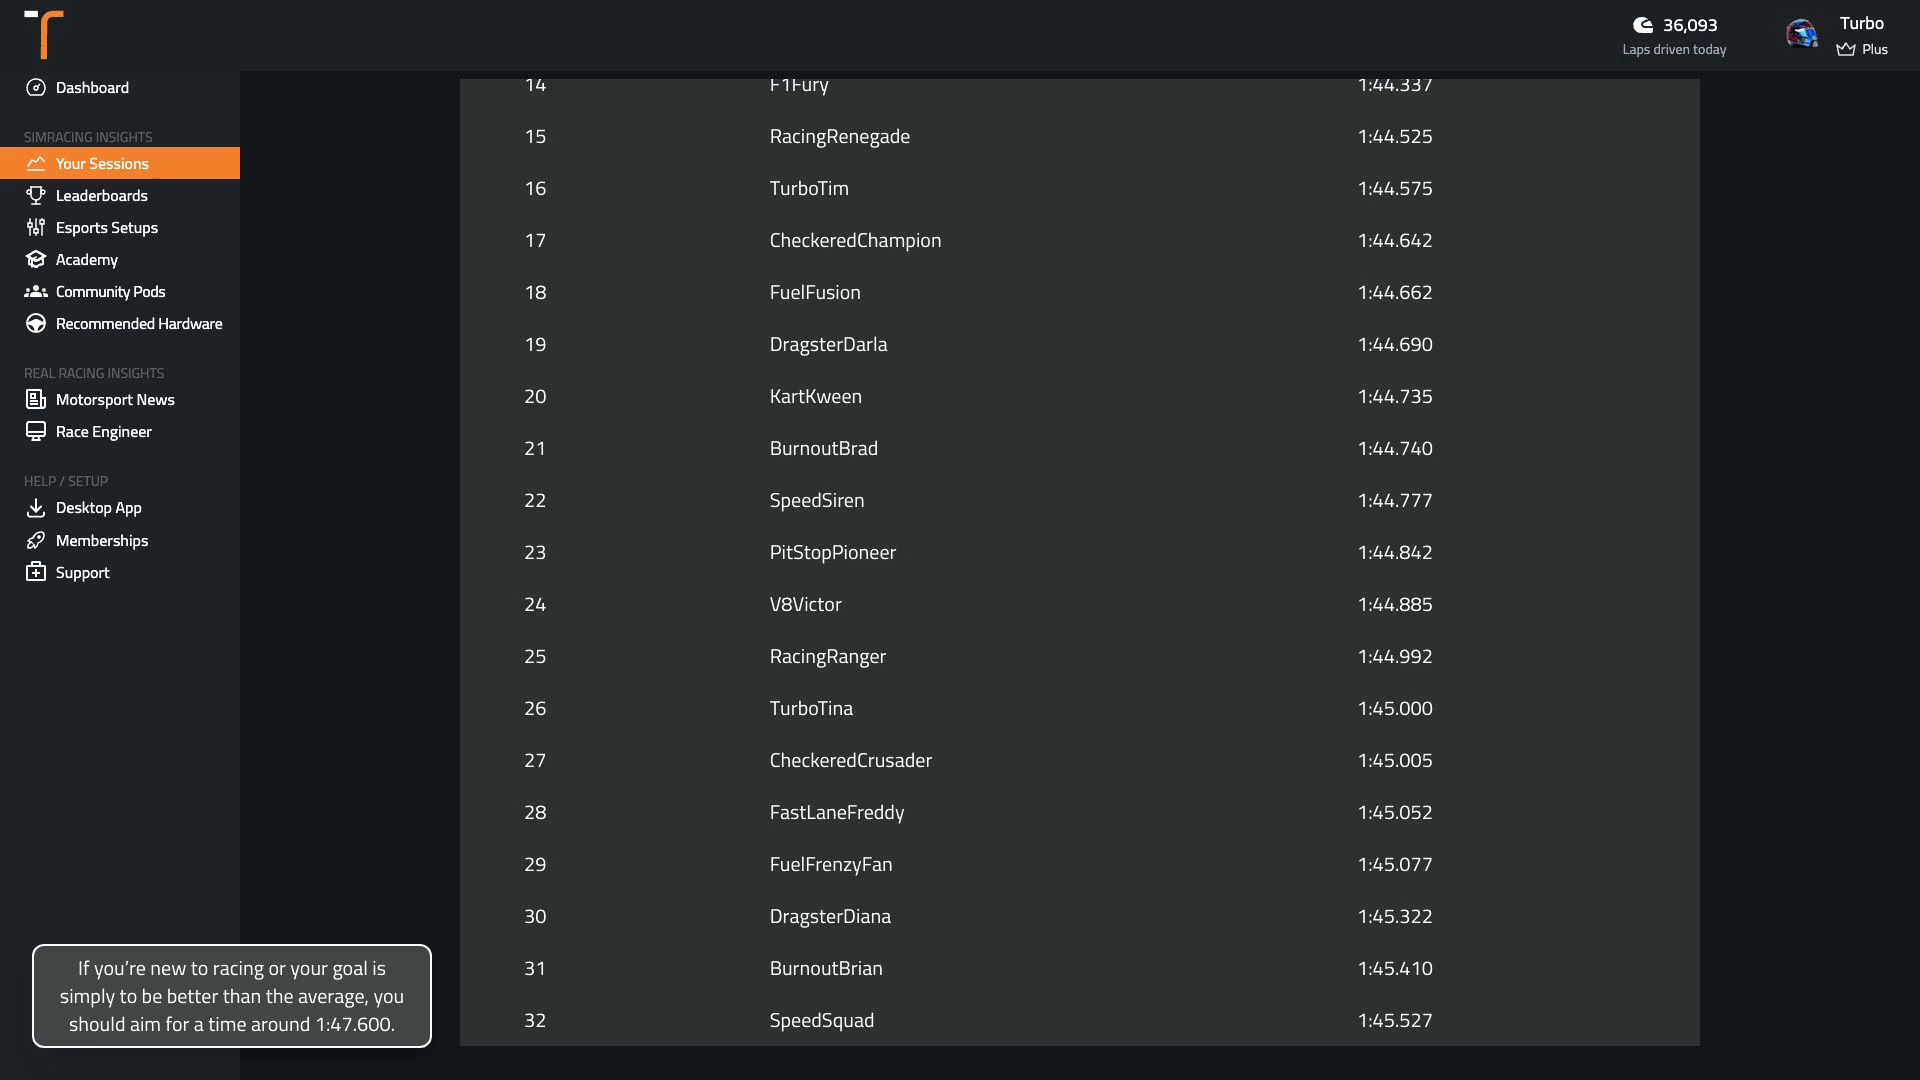 36,093
Laps driven today
Turbo
Plus
Dashboard
SIMRACING INSIGHTS
Your Sessions
Leaderboards
Esports Setups
Academy
Community Pods
Recommended Hardware
REAL RACING INSIGHTS
Motorsport News
Race Engineer
HELP / SETUP
Desktop App
Memberships
Support
14 F1Fury 1:44.337
15 RacingRenegade 1:44.525
16 TurboTim 1:44.575
17 CheckeredChampion 1:44.642
18 FuelFusion 1:44.662
19 DragsterDarla 1:44.690
20 KartKween 1:44.735
21 BurnoutBrad 1:44.740
22 SpeedSiren 1:44.777
23 PitStopPioneer 1:44.842
24 V8Victor 1:44.885
25 RacingRanger 1:44.992
26 TurboTina 1:45.000
27 CheckeredCrusader 1:45.005
28 FastLaneFreddy 1:45.052
29 FuelFrenzyFan 1:45.077
30 DragsterDiana 1:45.322
31 BurnoutBrian 1:45.410
32 SpeedSquad 1:45.527
If you’re new to racing or your goal is
simply to be better than the average, you
should aim for a time around 1:47.600.